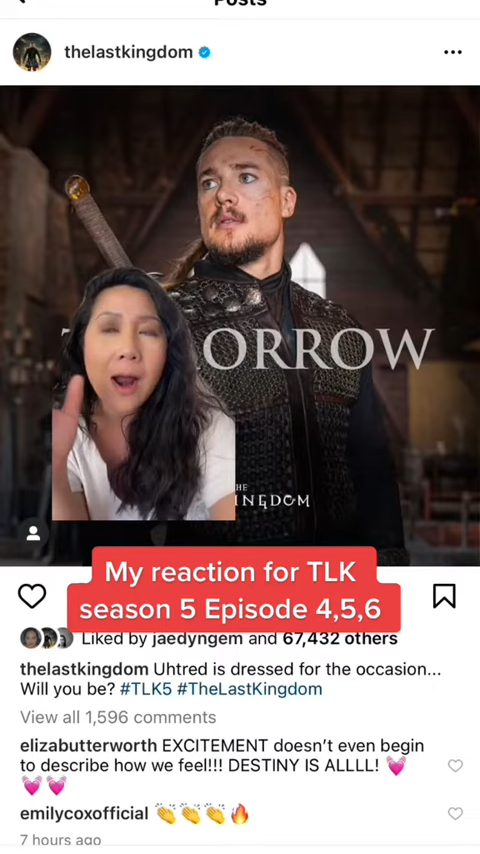 Posts
thelastkingdom
ORROW
HE
KINGDOM
My reaction for TLK
season 5 Episode 4,5,6
Liked by jaedyngem and 67,432 others
thelastkingdom Uhtred is dressed for the occasion...
Will you be? #TLK5 #TheLastKingdom
View all 1,596 comments
elizabutterworth EXCITEMENT doesn’t even begin
to describe how we feel!!! DESTINY IS ALLLL! 💓
💓💓
emilycoxofficial 👏👏👏🔥
7 hours ago